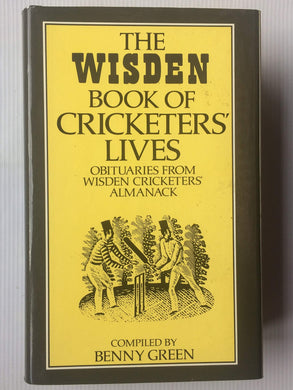 THE
WISDEN
BOOK OF
CRICKETERS'
LIVES
OBITUARIES FROM
WISDEN CRICKETERS'
ALMANACK
COMPILED BY
BENNY GREEN